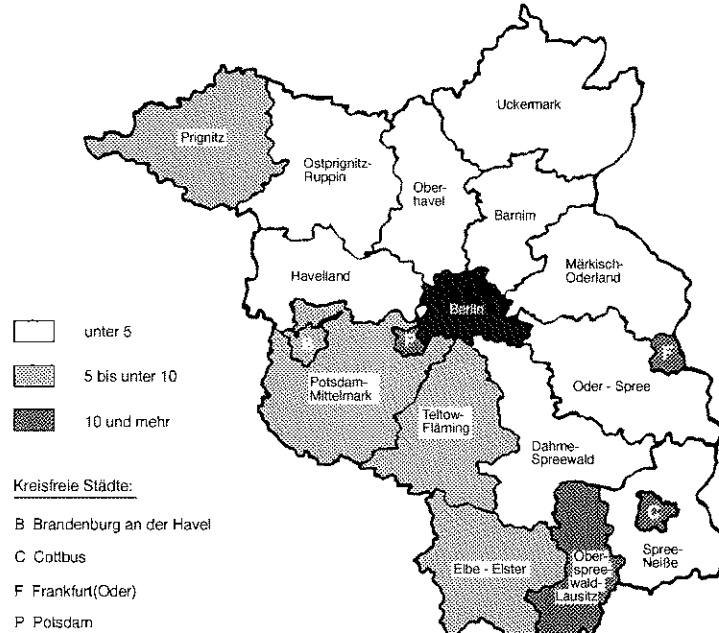 Uckermark
Prignitz
Ostprignitz-
Ruppin
Ober-
havel
Barnim
Märkisch-
Oderland
Havelland
Berlin
P
F
Oder - Spree
Potsdam-
Mittelmark
Teltow-
Fläming
Dahme-
Spreewald
C
Spree-
Neiße
Elbe - Elster
Ober-
spree-
wald-
Lausitz
unter 5
5 bis unter 10
10 und mehr
Kreisfreie Städte:
B Brandenburg an der Havel
C Cottbus
F Frankfurt(Oder)
P Potsdam